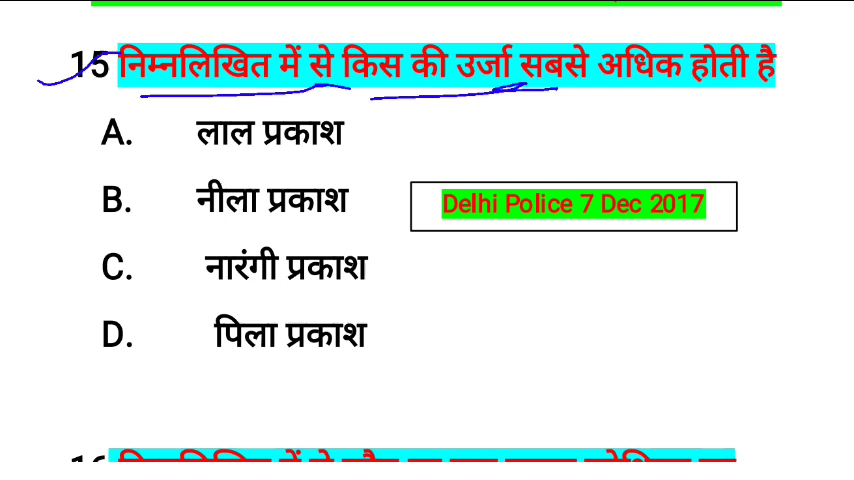 15 निम्नलिखित में से किस की उर्जा सबसे अधिक होती है
A. लाल प्रकाश
B. नीला प्रकाश
Delhi Police 7 Dec 2017
C. नारंगी प्रकाश
D. पिला प्रकाश